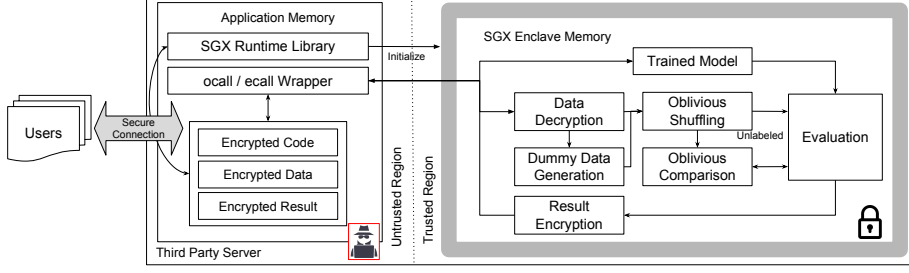 Application Memory
SGX Runtime Library
ocall / ecall Wrapper
Users
Secure
Connection
Encrypted Code
Encrypted Data
Encrypted Result
Third Party Server
Untrusted Region
Trusted Region
Initialize
SGX Enclave Memory
Trained Model
Data
Decryption
Oblivious
Shuffling
Unlabeled
Evaluation
Dummy Data
Generation
Oblivious
Comparison
Result
Encryption